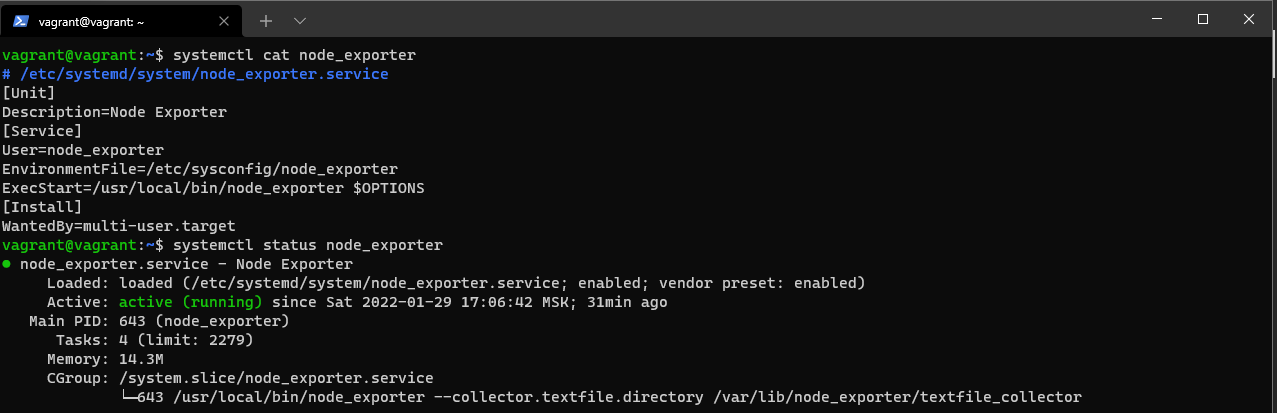 vagrant@vagrant: ~
vagrant@vagrant:~$ systemctl cat node_exporter
# /etc/systemd/system/node_exporter.service
[Unit]
Description=Node Exporter
[Service]
User=node_exporter
EnvironmentFile=/etc/sysconfig/node_exporter
ExecStart=/usr/local/bin/node_exporter $OPTIONS
[Install]
WantedBy=multi-user.target
vagrant@vagrant:~$ systemctl status node_exporter
● node_exporter.service - Node Exporter
     Loaded: loaded (/etc/systemd/system/node_exporter.service; enabled; vendor preset: enabled)
     Active: active (running) since Sat 2022-01-29 17:06:42 MSK; 31min ago
   Main PID: 643 (node_exporter)
      Tasks: 4 (limit: 2279)
     Memory: 14.3M
     CGroup: /system.slice/node_exporter.service
             └─643 /usr/local/bin/node_exporter --collector.textfile.directory /var/lib/node_exporter/textfile_collector